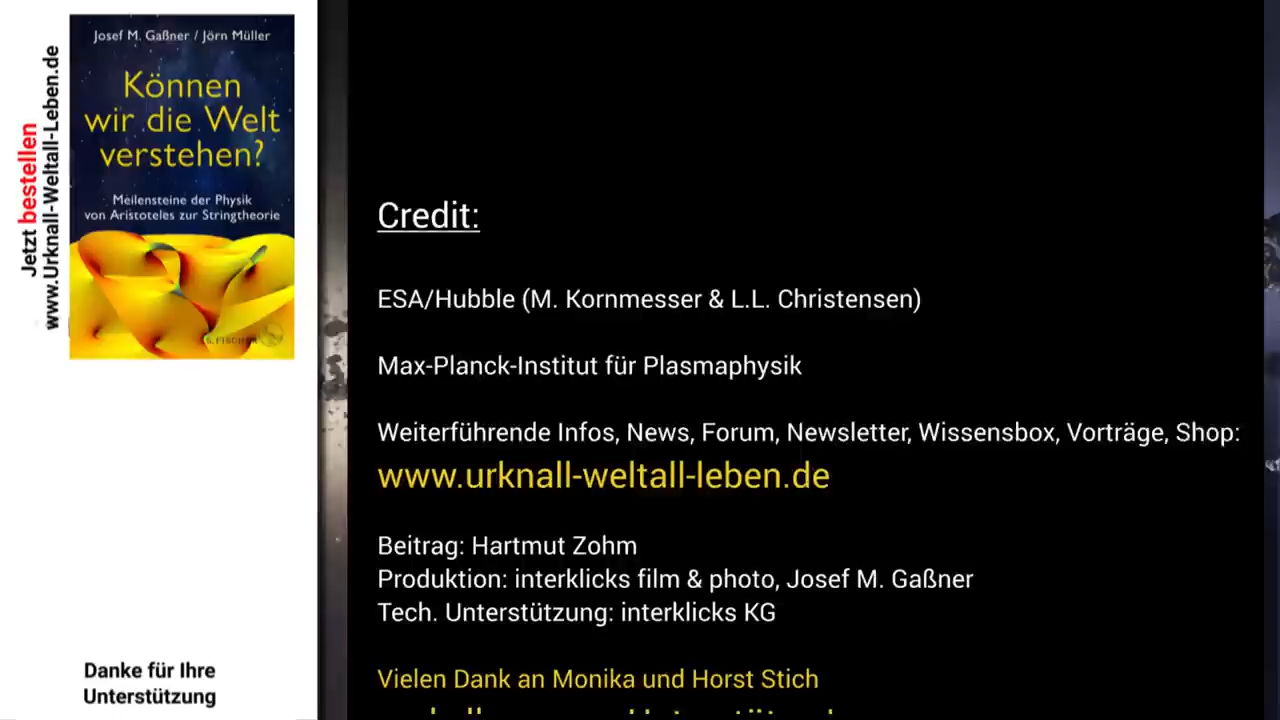 Jetzt bestellen
www.Urknall-Weltall-Leben.de
Josef M. Gaßner / Jörn Müller
Können
wir die Welt
verstehen?
Meilensteine der Physik
von Aristoteles zur Stringtheorie
S. FISCHER
Danke für Ihre
Unterstützung
Credit:
ESA/Hubble (M. Kornmesser & L.L. Christensen)
Max-Planck-Institut für Plasmaphysik
Weiterführende Infos, News, Forum, Newsletter, Wissensbox, Vorträge, Shop:
www.urknall-weltall-leben.de
Beitrag: Hartmut Zohm
Produktion: interklicks film & photo, Josef M. Gaßner
Tech. Unterstützung: interklicks KG
Vielen Dank an Monika und Horst Stich